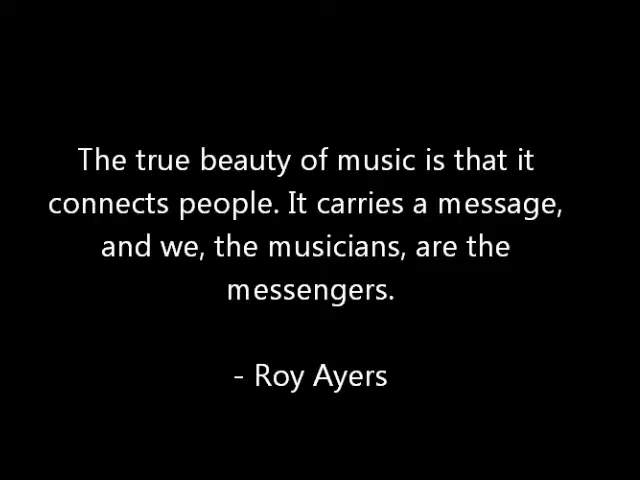 The true beauty of music is that it
connects people. It carries a message,
and we, the musicians, are the
messengers.
- Roy Ayers